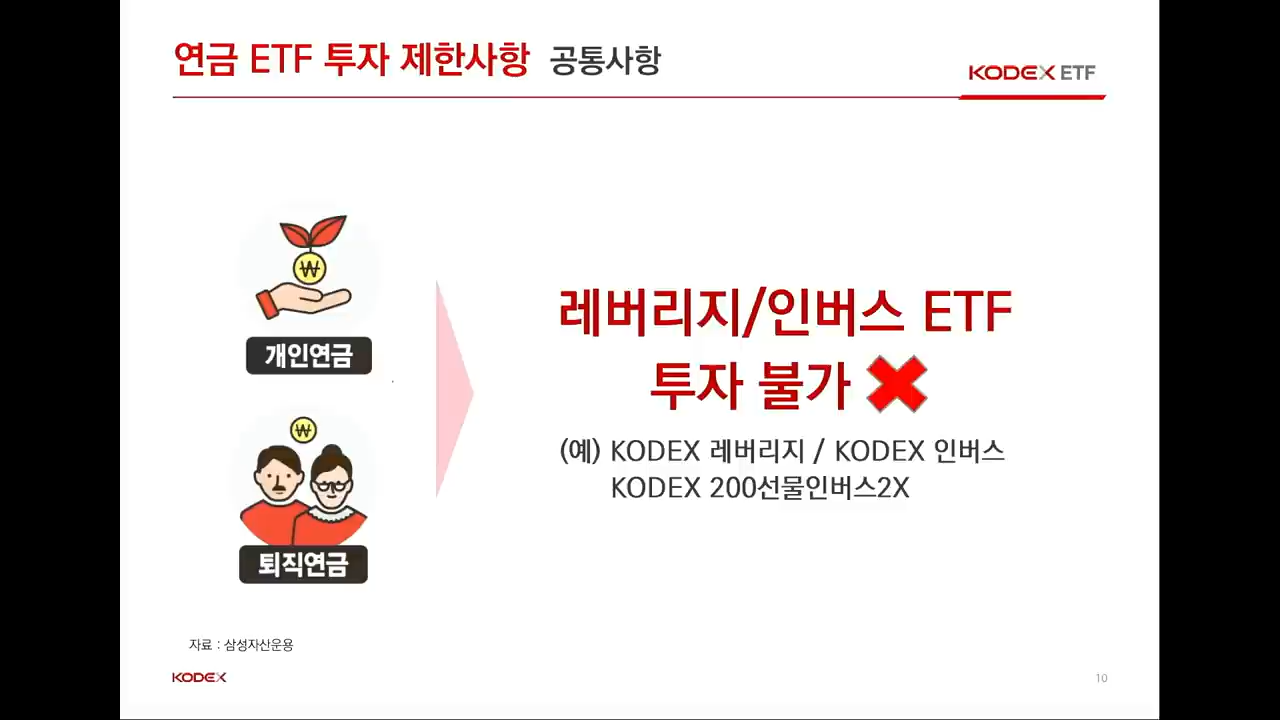 연금 ETF 투자 제한사항 공통사항
KODEX ETF
₩
개인연금
₩
퇴직연금
레버리지/인버스 ETF
투자 불가
(예) KODEX 레버리지 / KODEX 인버스
KODEX 200선물인버스2X
자료 : 삼성자산운용
KODEX
10